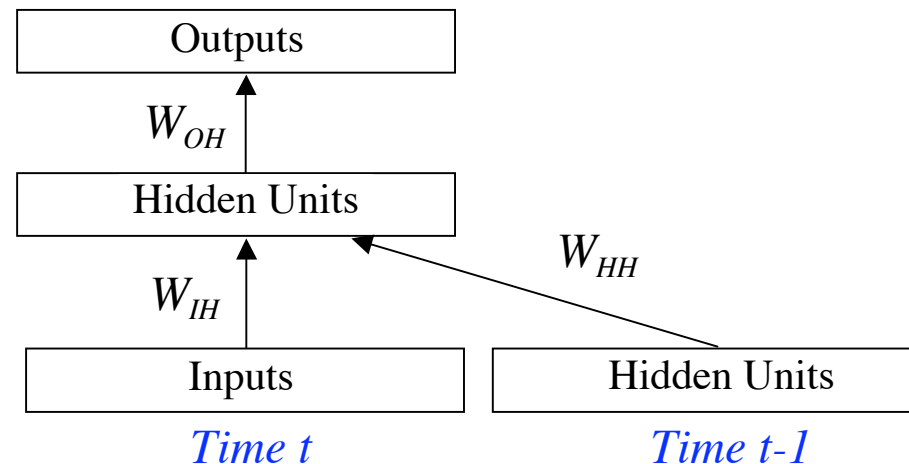 Outputs
W_OH
Hidden Units
W_HH
W_IH
Inputs
Hidden Units
Time t
Time t-1